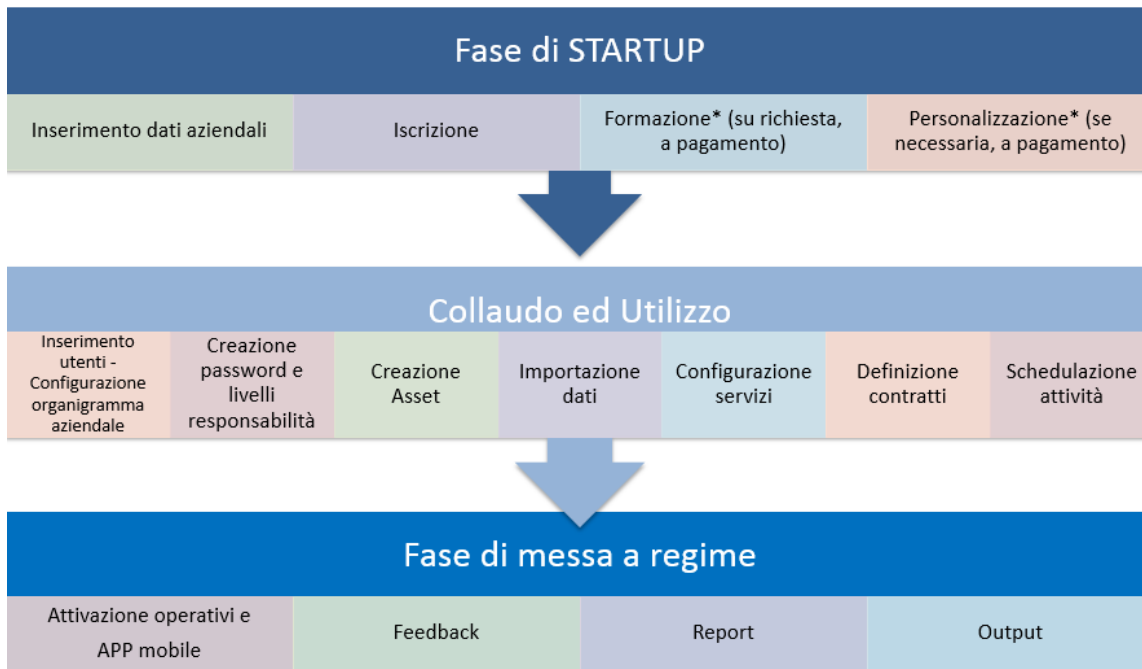 Fase di STARTUP
Inserimento dati aziendali
Iscrizione
Formazione* (su richiesta,
a pagamento)
Personalizzazione* (se
necessaria, a pagamento)
Collaudo ed Utilizzo
Inserimento
utenti -
Configurazione
organigramma
aziendale
Creazione
password e
livelli
responsabilità
Creazione
Asset
Importazione
dati
Configurazione
servizi
Definizione
contratti
Schedulazione
attività
Fase di messa a regime
Attivazione operativi e
APP mobile
Feedback
Report
Output